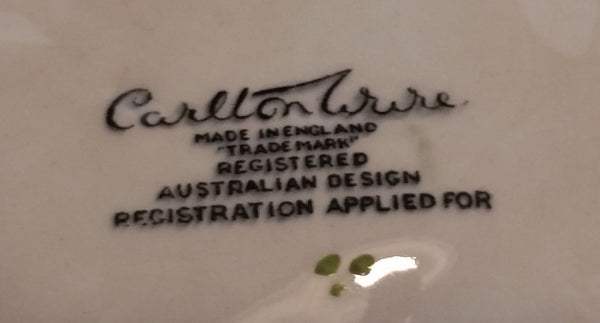 Carlton Ware
MADE IN ENGLAND
"TRADE MARK"
REGISTERED
AUSTRALIAN DESIGN
REGISTRATION APPLIED FOR